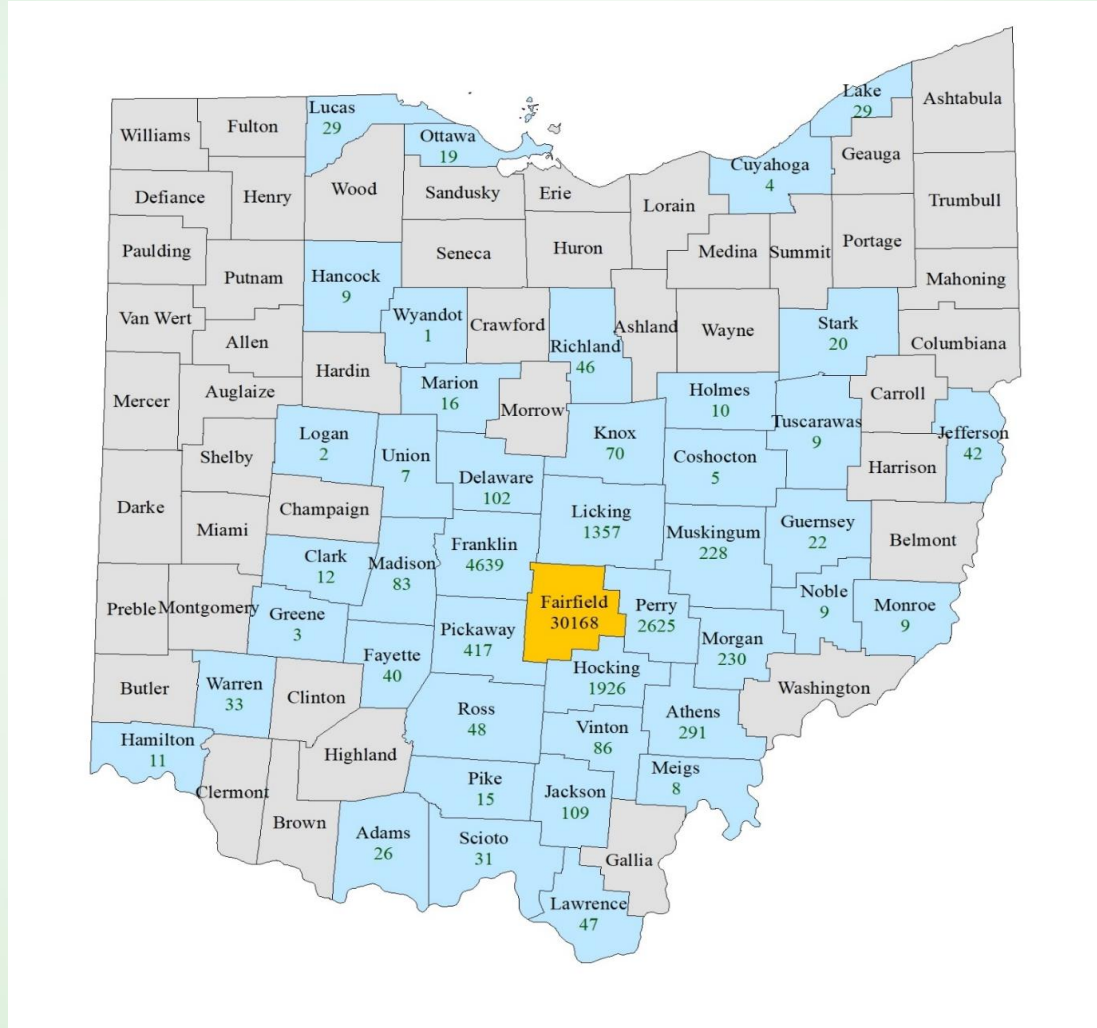 Lake
29
Ashtabula
Lucas
29
Williams
Fulton
Ottawa
19
Cuyahoga
4
Geauga
Defiance
Henry
Wood
Sandusky
Erie
Lorain
Trumbull
Paulding
Putnam
Hancock
9
Seneca
Huron
Medina
Summit
Portage
Mahoning
Van Wert
Allen
Wyandot
1
Crawford
Richland
46
Ashland
Wayne
Stark
20
Columbiana
Mercer
Auglaize
Hardin
Marion
16
Morrow
Holmes
10
Tuscarawas
9
Carroll
Jefferson
42
Shelby
Logan
2
Union
7
Delaware
102
Knox
70
Coshocton
5
Harrison
Darke
Miami
Champaign
Franklin
4639
Licking
1357
Muskingum
228
Guernsey
22
Belmont
Clark
12
Madison
83
Preble
Montgomery
Greene
3
Pickaway
417
Fairfield
30168
Perry
2625
Morgan
230
Noble
9
Monroe
9
Butler
Warren
33
Clinton
Fayette
40
Ross
48
Hocking
1926
Vinton
86
Athens
291
Washington
Hamilton
11
Clermont
Highland
Pike
15
Jackson
109
Meigs
8
Brown
Adams
26
Scioto
31
Gallia
Lawrence
47